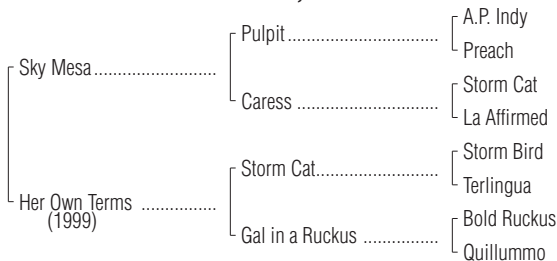 A.P. Indy
Pulpit
Preach
Sky Mesa
Storm Cat
Caress
La Affirmed
Storm Bird
Storm Cat
Terlingua
Her Own Terms
(1999)
Bold Ruckus
Gal in a Ruckus
Quillummo